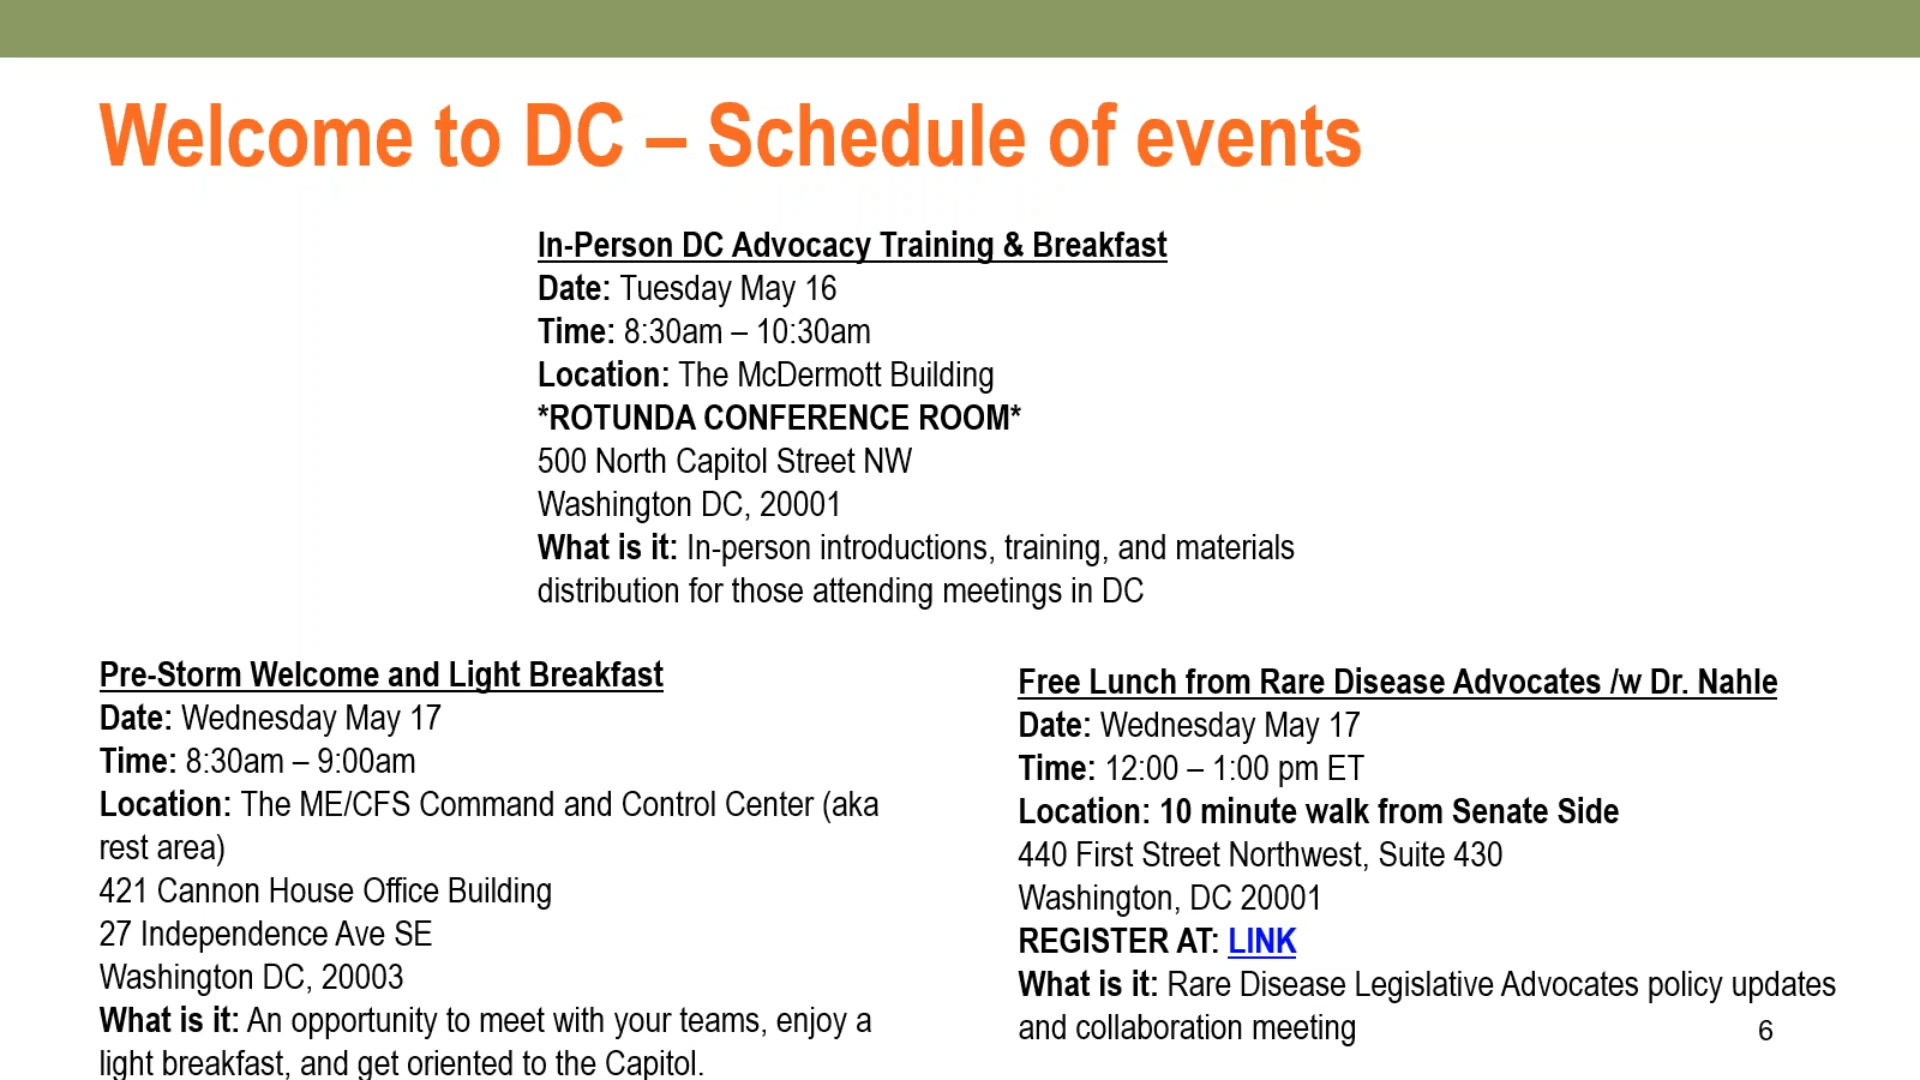 Welcome to DC – Schedule of events
In-Person DC Advocacy Training & Breakfast
Date: Tuesday May 16
Time: 8:30am – 10:30am
Location: The McDermott Building
*ROTUNDA CONFERENCE ROOM*
500 North Capitol Street NW
Washington DC, 20001
What is it: In-person introductions, training, and materials
distribution for those attending meetings in DC
Pre-Storm Welcome and Light Breakfast
Date: Wednesday May 17
Time: 8:30am – 9:00am
Location: The ME/CFS Command and Control Center (aka
rest area)
421 Cannon House Office Building
27 Independence Ave SE
Washington DC, 20003
What is it: An opportunity to meet with your teams, enjoy a
light breakfast, and get oriented to the Capitol.
Free Lunch from Rare Disease Advocates /w Dr. Nahle
Date: Wednesday May 17
Time: 12:00 – 1:00 pm ET
Location: 10 minute walk from Senate Side
440 First Street Northwest, Suite 430
Washington, DC 20001
REGISTER AT: LINK
What is it: Rare Disease Legislative Advocates policy updates
and collaboration meeting
6